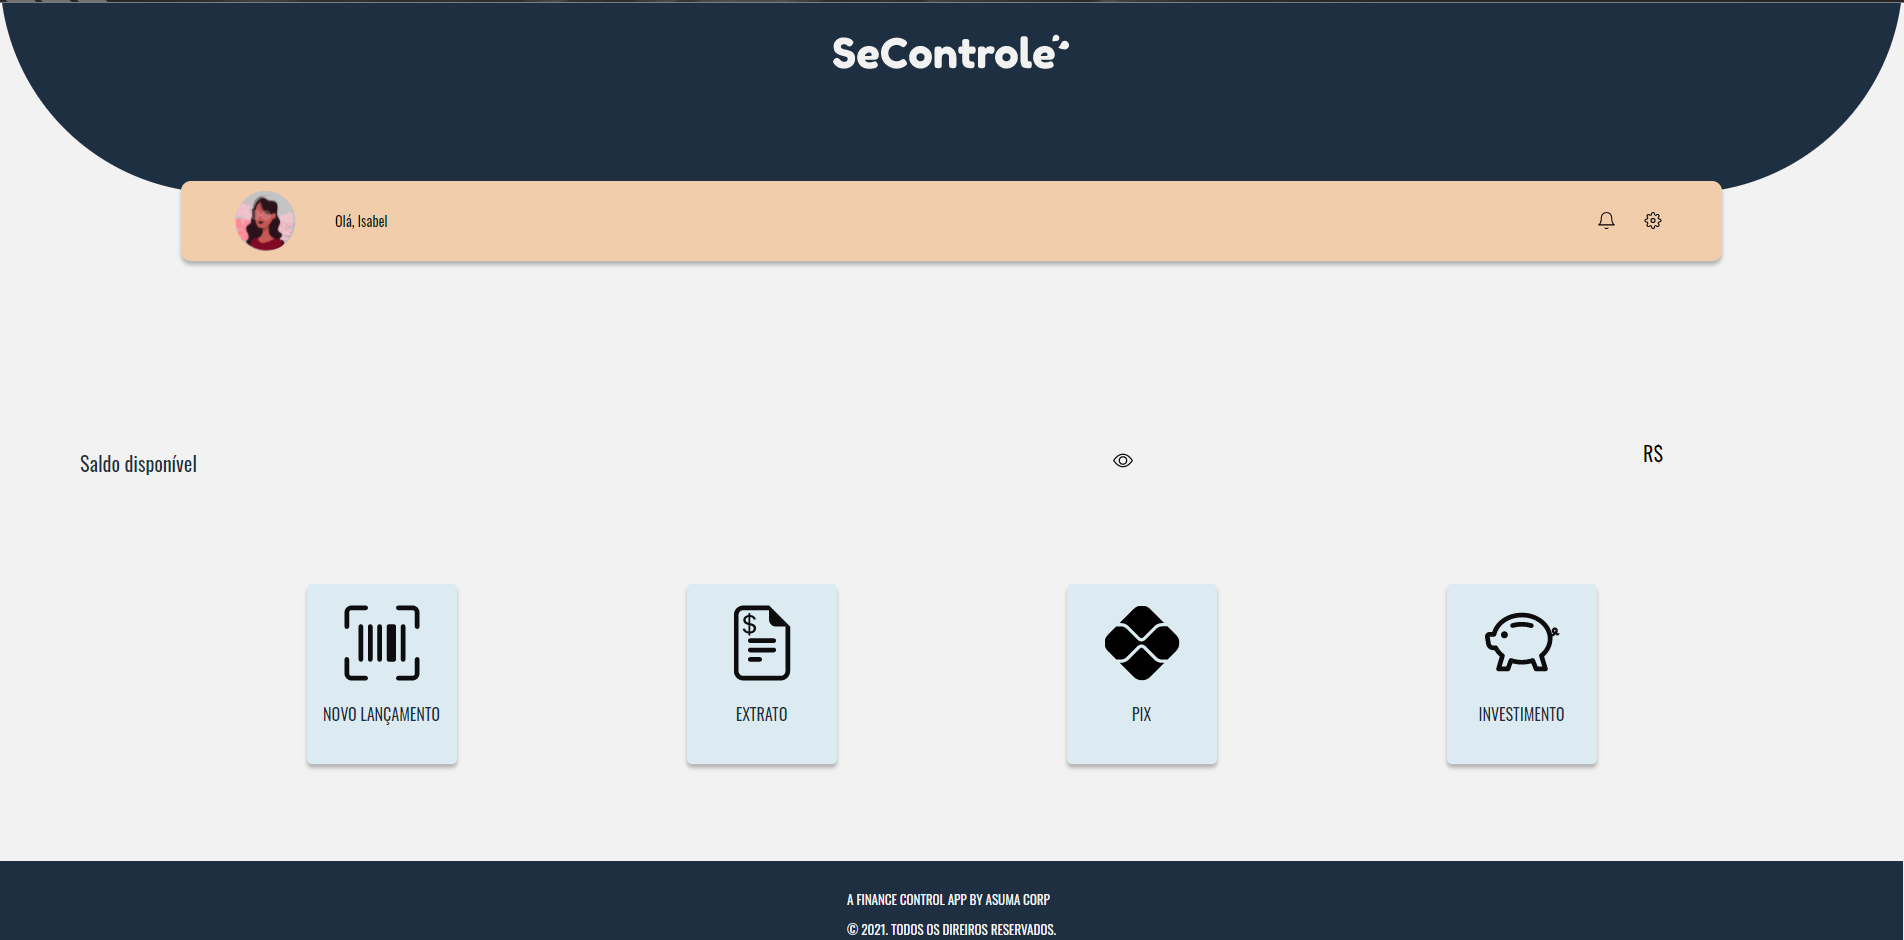 SeControle
Olá, Isabel
Saldo disponível
R$
NOVO LANÇAMENTO
$
EXTRATO
PIX
INVESTIMENTO
A FINANCE CONTROL APP BY ASUMA CORP
© 2021. TODOS OS DIREIROS RESERVADOS.